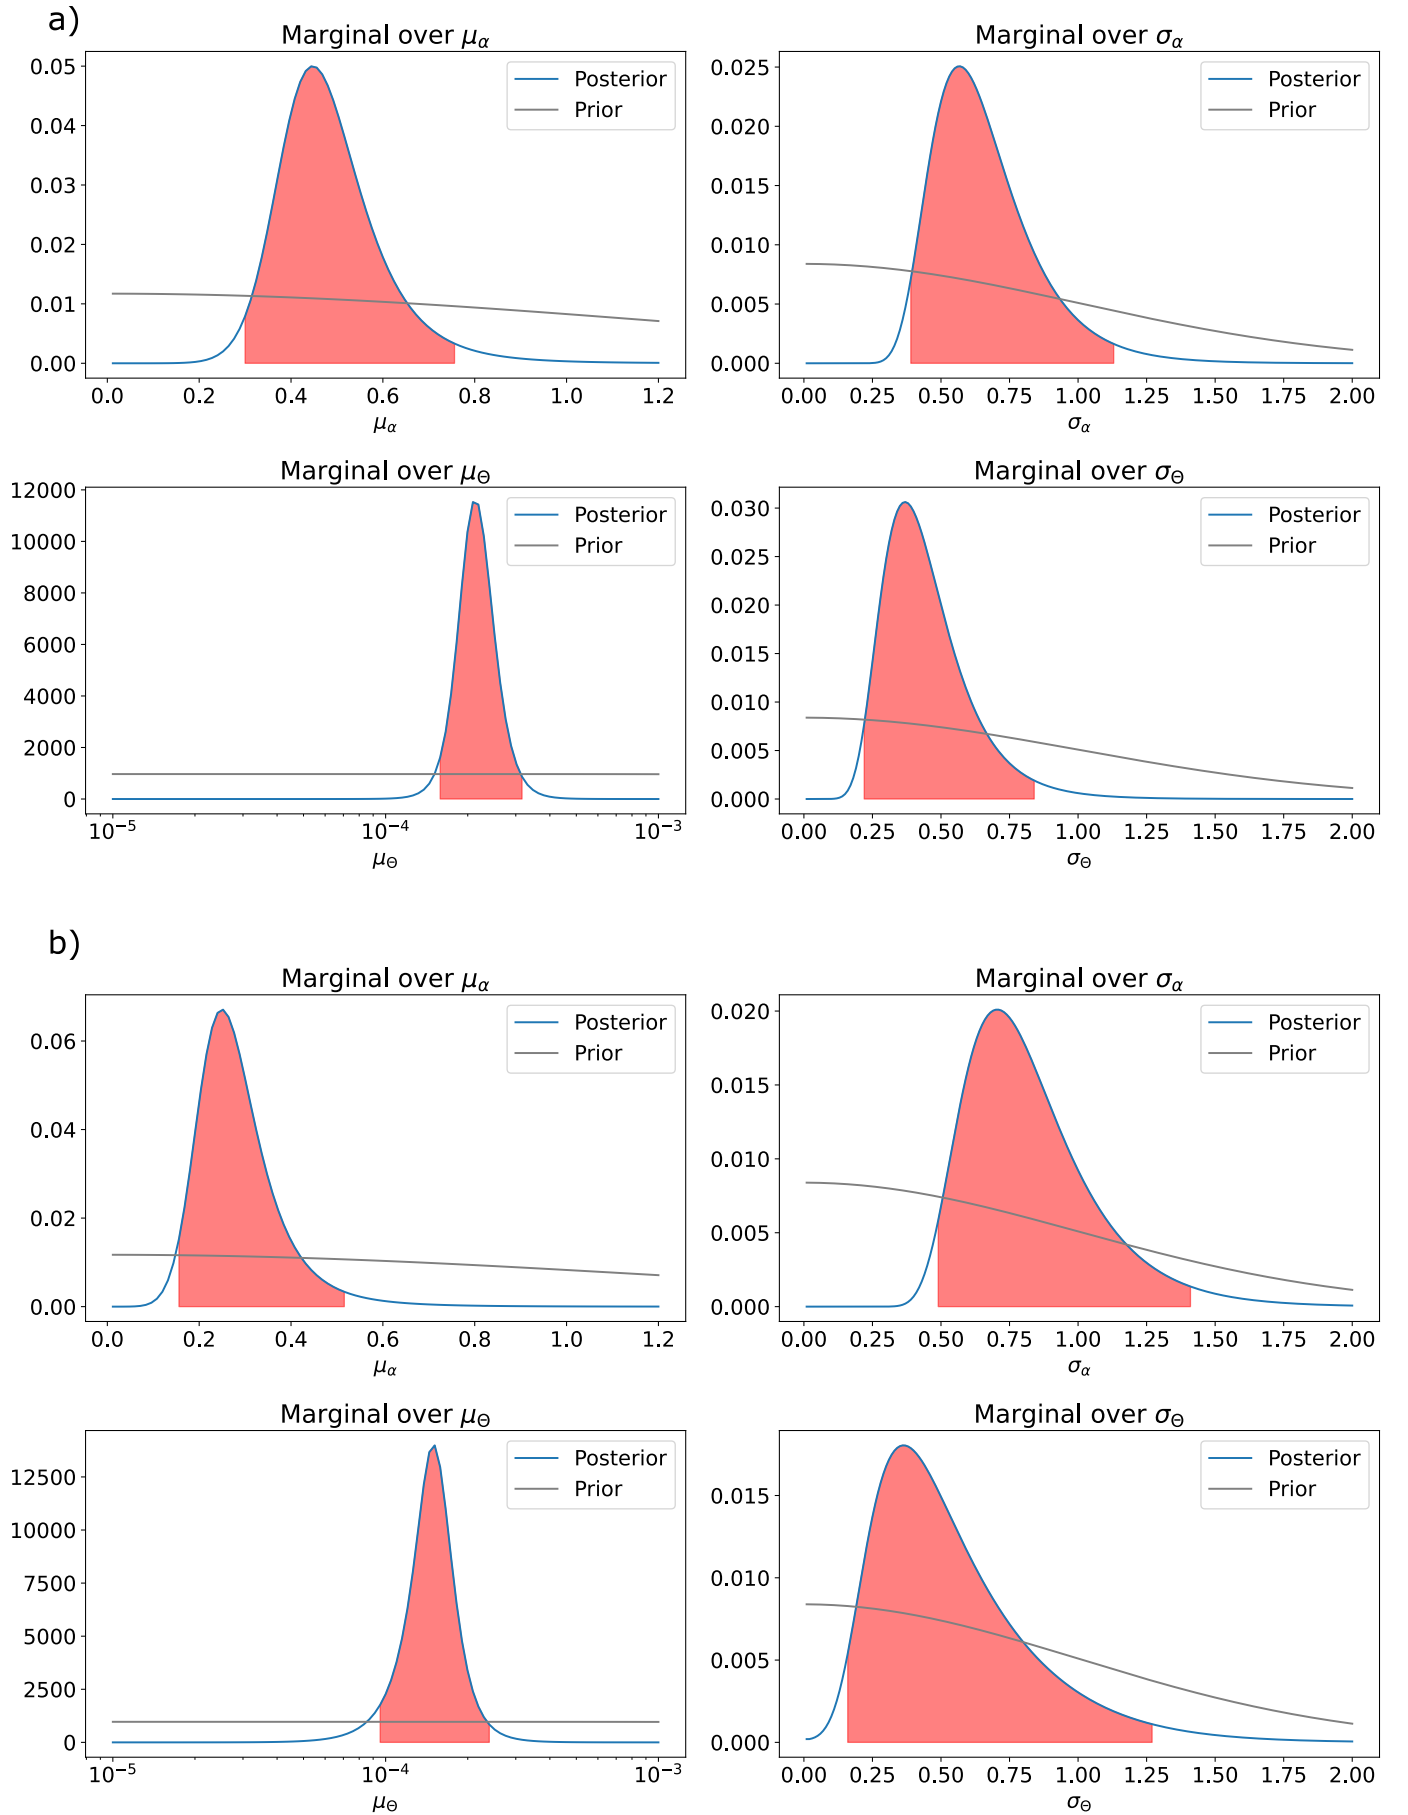 a)
Marginal over μα
Posterior
Prior
0.05
0.04
0.03
0.02
0.01
0.00
0.0 0.2 0.4 0.6 0.8 1.0 1.2
μα
Marginal over σα
Posterior
Prior
0.025
0.020
0.015
0.010
0.005
0.000
0.00 0.25 0.50 0.75 1.00 1.25 1.50 1.75 2.00
σα
Marginal over μΘ
Posterior
Prior
12000
10000
8000
6000
4000
2000
0
10⁻⁵ 10⁻⁴ 10⁻³
μΘ
Marginal over σΘ
Posterior
Prior
0.030
0.025
0.020
0.015
0.010
0.005
0.000
0.00 0.25 0.50 0.75 1.00 1.25 1.50 1.75 2.00
σΘ
b)
Marginal over μα
Posterior
Prior
0.06
0.04
0.02
0.00
0.0 0.2 0.4 0.6 0.8 1.0 1.2
μα
Marginal over σα
Posterior
Prior
0.020
0.015
0.010
0.005
0.000
0.00 0.25 0.50 0.75 1.00 1.25 1.50 1.75 2.00
σα
Marginal over μΘ
Posterior
Prior
12500
10000
7500
5000
2500
0
10⁻⁵ 10⁻⁴ 10⁻³
μΘ
Marginal over σΘ
Posterior
Prior
0.015
0.010
0.005
0.000
0.00 0.25 0.50 0.75 1.00 1.25 1.50 1.75 2.00
σΘ